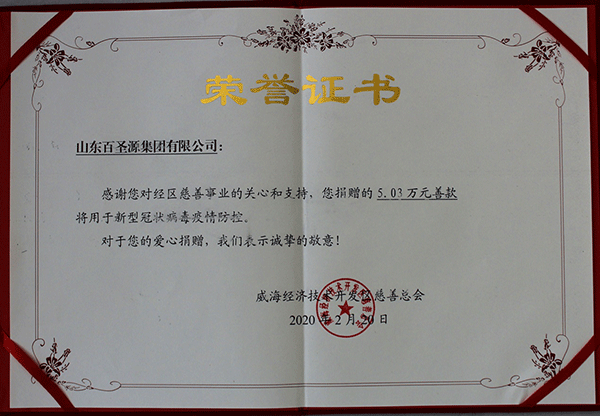 荣誉证书
山东百圣源集团有限公司：
感谢您对经区慈善事业的关心和支持，您捐赠的5.03万元善款
将用于新型冠状病毒疫情防控。
对于您的爱心捐赠，我们表示诚挚的敬意！
威海经济技术开发区慈善总会
2020年2月20日